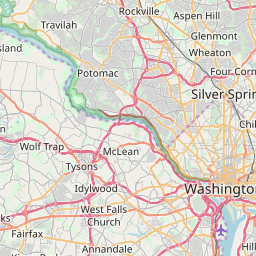 Rockville
Travilah
Aspen Hill
Glenmont
Wheaton
Potomac
Four Corn
Silver Sprin
Wolf Trap
McLean
Tysons
Idylwood
Washington
West Falls
Church
Fairfax
Annandale